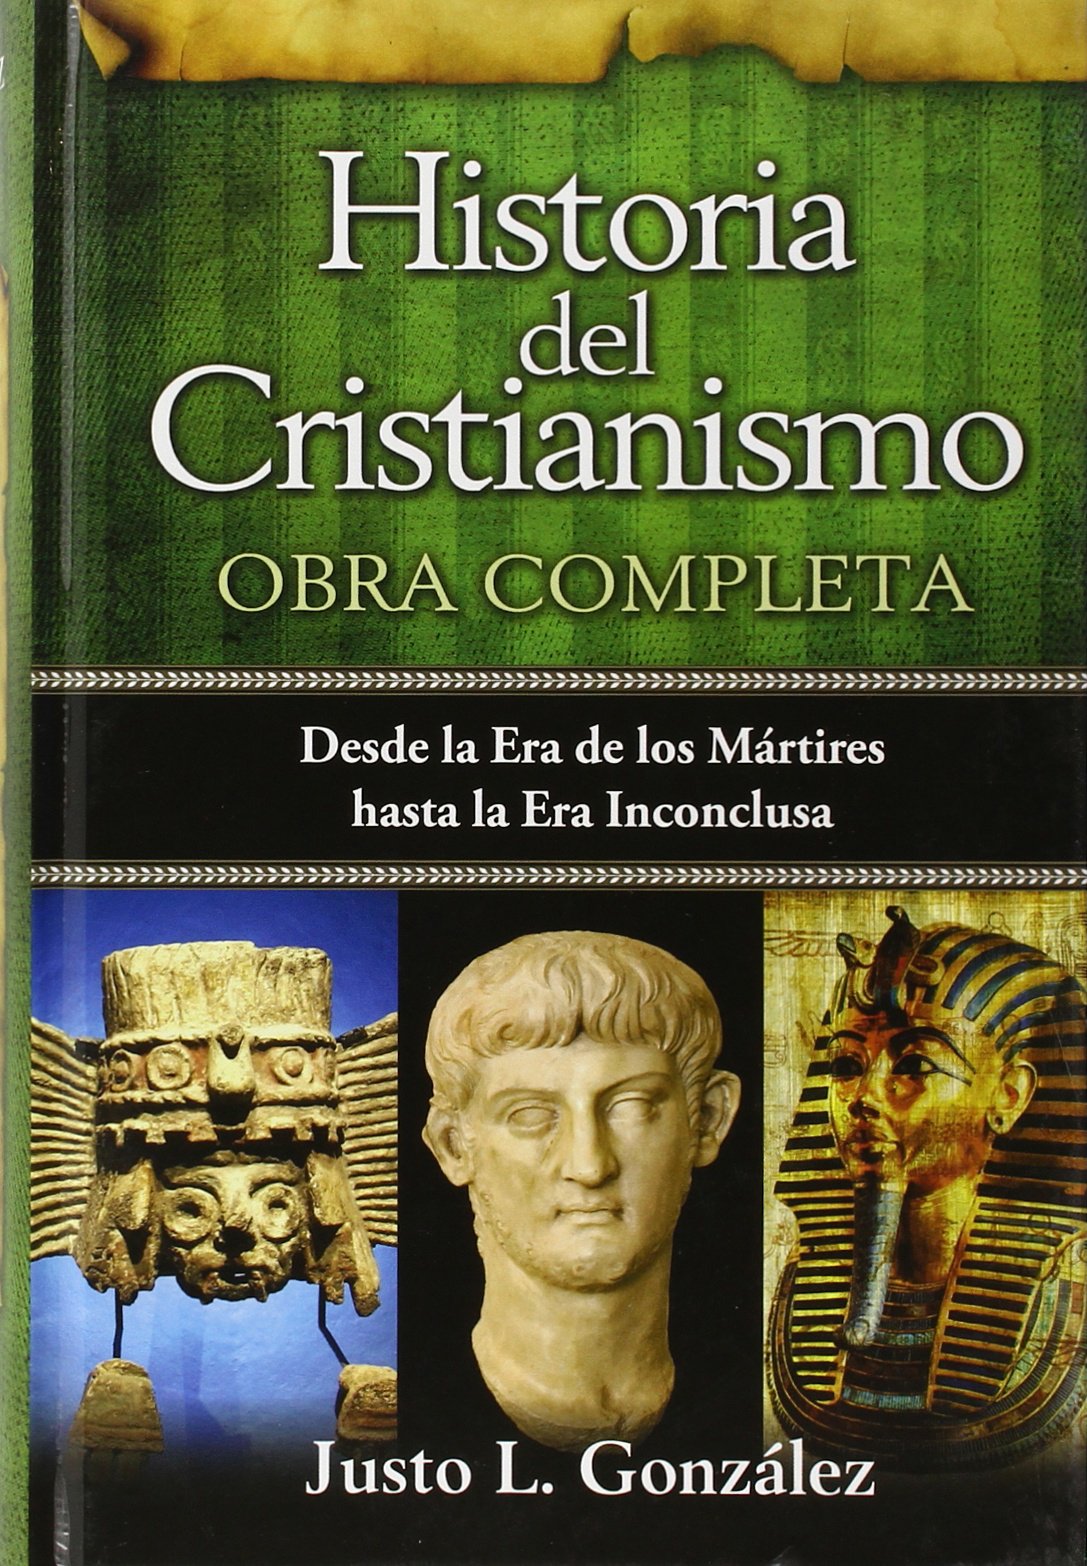 Historia
del
Cristianismo
OBRA COMPLETA
Desde la Era de los Mártires
hasta la Era Inconclusa
Justo L. González